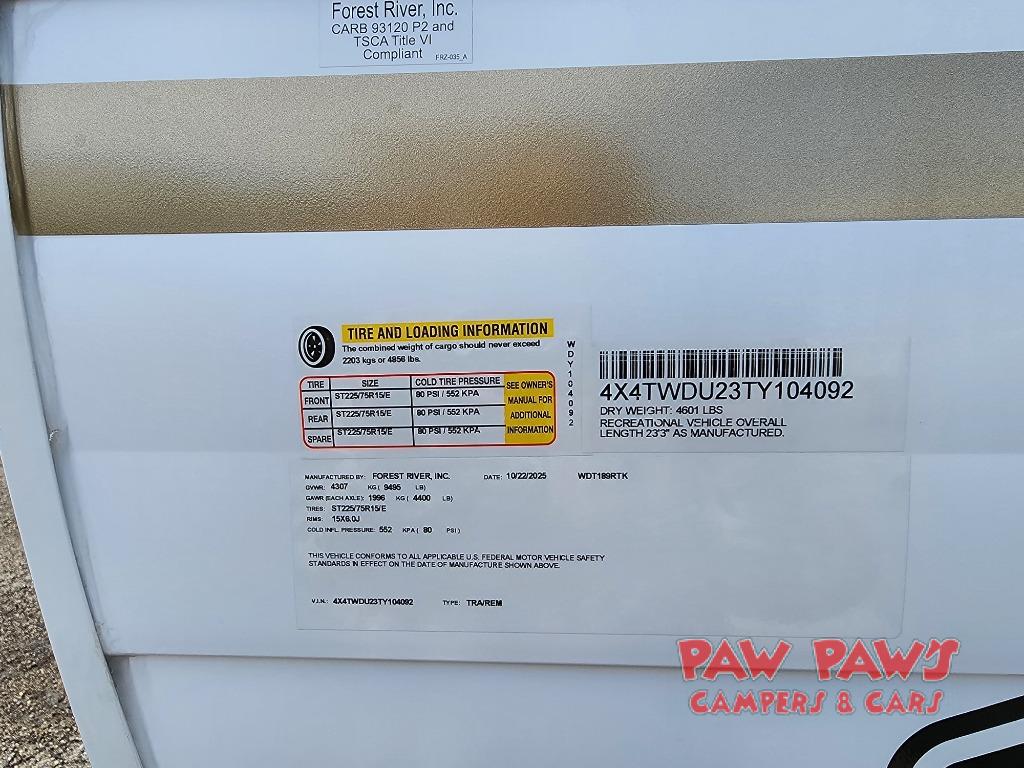 Forest River, Inc.
CARB 93120 P2 and
TSCA Title VI
Compliant
FRZ-035_A
TIRE AND LOADING INFORMATION
The combined weight of cargo should never exceed
2203 kgs or 4856 lbs.
TIRE SIZE COLD TIRE PRESSURE SEE OWNER'S MANUAL FOR ADDITIONAL INFORMATION
FRONT ST225/75R15/E 80 PSI / 552 KPA
REAR ST225/75R15/E 80 PSI / 552 KPA
SPARE ST225/75R15/E 80 PSI / 552 KPA
WDY104092
4X4TWDU23TY104092
DRY WEIGHT: 4601 LBS
RECREATIONAL VEHICLE OVERALL
LENGTH 23'3" AS MANUFACTURED.
MANUFACTURED BY: FOREST RIVER, INC. DATE: 10/22/2025 WDT189RTK
GVWR: 4307 KG ( 9495 LB)
GAWR (EACH AXLE): 1996 KG ( 4400 LB)
TIRES: ST225/75R15/E
RIMS: 15X6.0J
COLD INFL. PRESSURE: 552 KPA ( 80 PSI )
THIS VEHICLE CONFORMS TO ALL APPLICABLE U.S. FEDERAL MOTOR VEHICLE SAFETY
STANDARDS IN EFFECT ON THE DATE OF MANUFACTURE SHOWN ABOVE.
V.I.N.: 4X4TWDU23TY104092 TYPE: TRA/REM
PAW PAW'S
CAMPERS & CARS